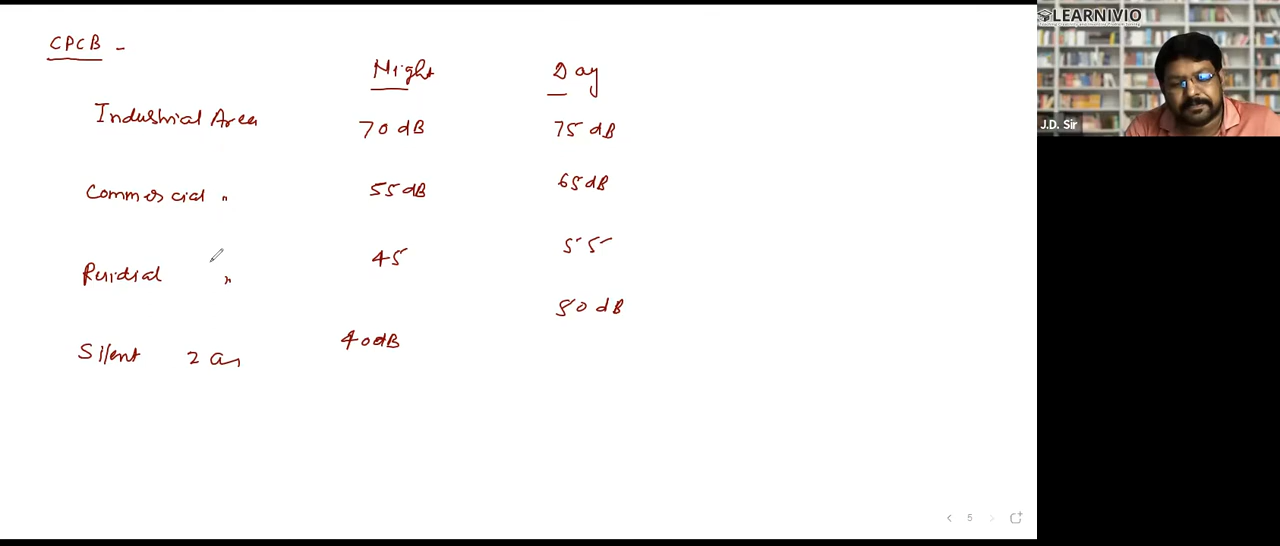 CPCB -
Night Day
Industrial Area 70 dB 75 dB
Commercial " 55 dB 65 dB
" 45 55
Silent 40 dB 50 dB
LEARNIVIO
J.D. Sir
5